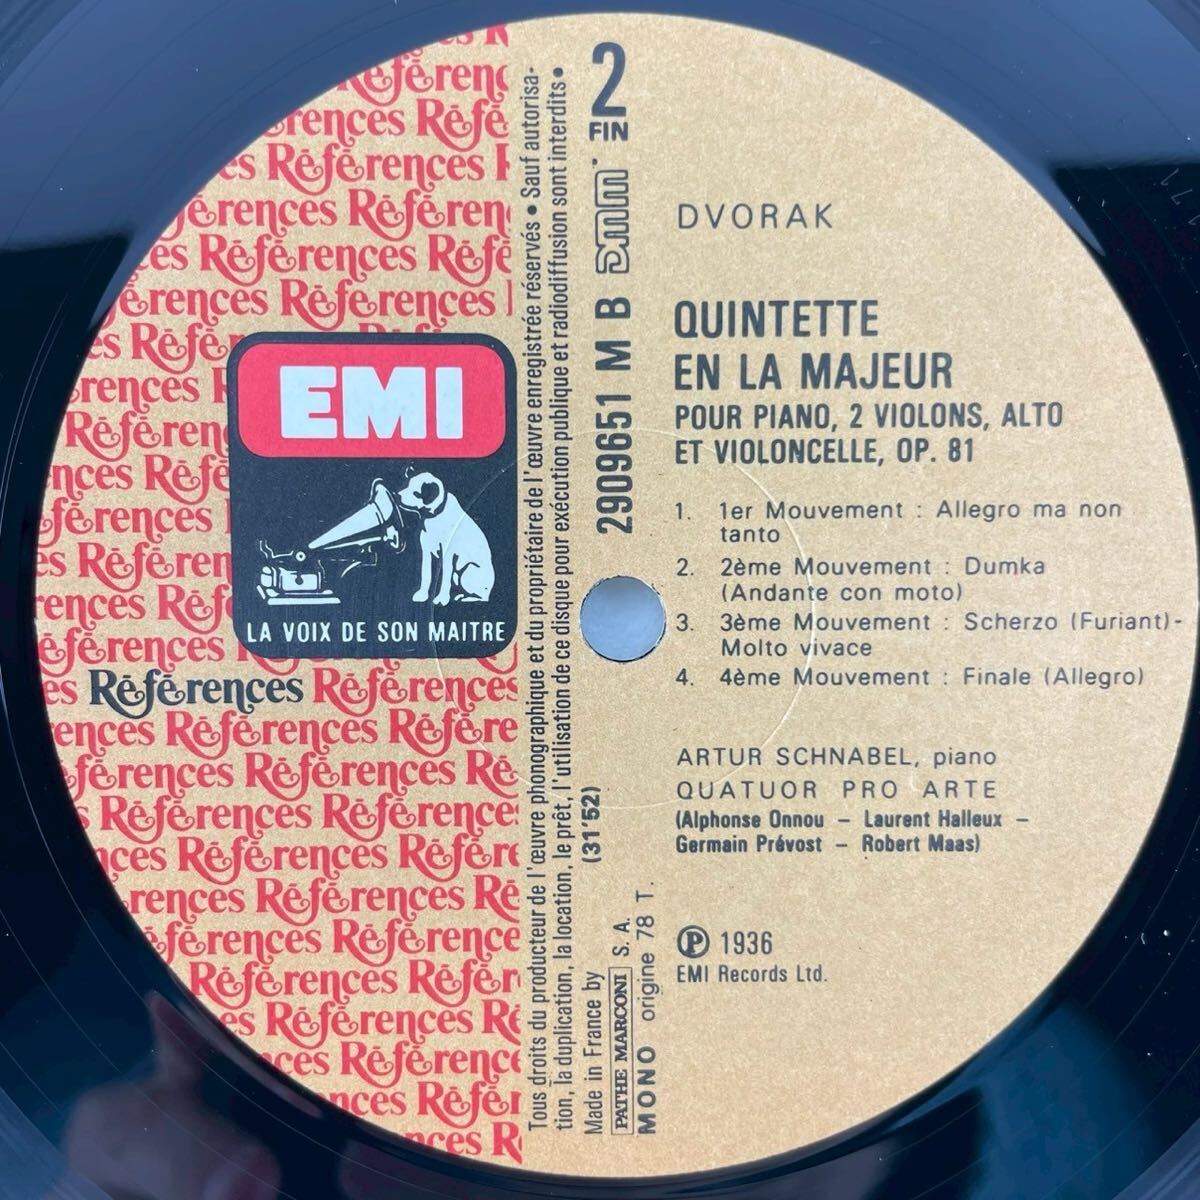 2
FIN
DMM
2909651 M B
(31'52)
DVORAK
QUINTETTE
EN LA MAJEUR
POUR PIANO, 2 VIOLONS, ALTO
ET VIOLONCELLE, OP. 81
1. 1er Mouvement : Allegro ma non
tanto
2. 2ème Mouvement : Dumka
(Andante con moto)
3. 3ème Mouvement : Scherzo (Furiant)-
Molto vivace
4. 4ème Mouvement : Finale (Allegro)
ARTUR SCHNABEL, piano
QUATUOR PRO ARTE
(Alphonse Onnou – Laurent Halleux –
Germain Prévost – Robert Maas)
Ⓟ 1936
EMI Records Ltd.
EMI
LA VOIX DE SON MAITRE
Références Références
Tous droits du producteur de l'œuvre phonographique et du propriétaire de l'œuvre enregistrée réservés • Sauf autorisa-
tion, la duplication, la location, le prêt, l'utilisation de ce disque pour exécution publique et radiodiffusion sont interdits •
Made in France by
PATHE MARCONI S. A.
MONO origine 78 T.